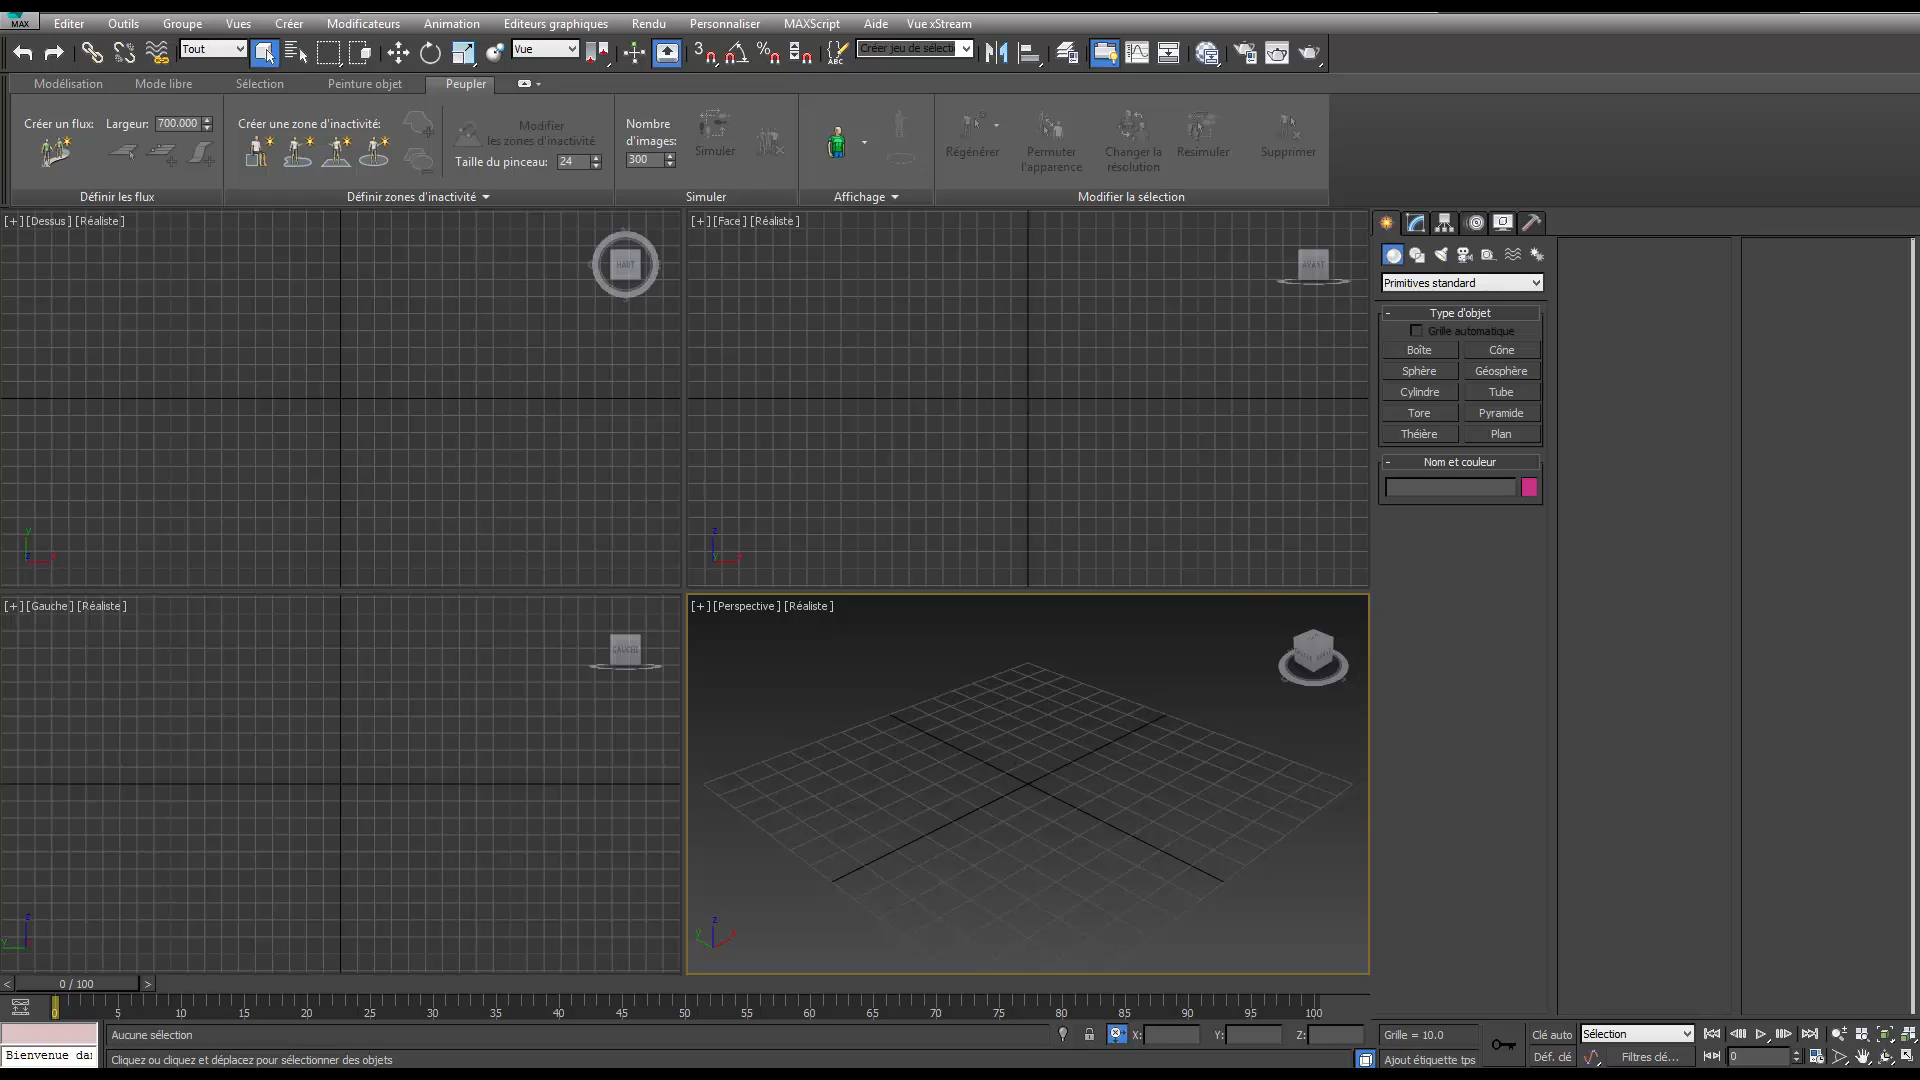 MAX Editer Outils Groupe Vues Créer Modificateurs Animation Editeurs graphiques Rendu Personnaliser MAXScript Aide Vue xStream
Tout Vue 3 % ABC Créer jeu de sélecti
Modélisation Mode libre Sélection Peinture objet Peupler
Créer un flux: Largeur: 700.000 Créer une zone d'inactivité: Modifier les zones d'inactivité Taille du pinceau: 24 Nombre d'images: 300 Simuler Régénérer Permuter l'apparence Changer la résolution Resimuler Supprimer
Définir les flux Définir zones d'inactivité Simuler Affichage Modifier la sélection
[+] [Dessus] [Réaliste]
HAUT
y
z x
[+] [Face] [Réaliste]
AVANT
z
y x
[+] [Gauche] [Réaliste]
GAUCHE
z
y
[+] [Perspective] [Réaliste]
z
y x
Primitives standard
- Type d'objet
Grille automatique
Boîte Cône
Sphère Géosphère
Cylindre Tube
Tore Pyramide
Théière Plan
- Nom et couleur
< 0 / 100 >
0 5 10 15 20 25 30 35 40 45 50 55 60 65 70 75 80 85 90 95 100
Aucune sélection X: Y: Z: Grille = 10.0 Clé auto Sélection
Bienvenue da Cliquez ou cliquez et déplacez pour sélectionner des objets Ajout étiquette tps Déf. clé Filtres clé... 0